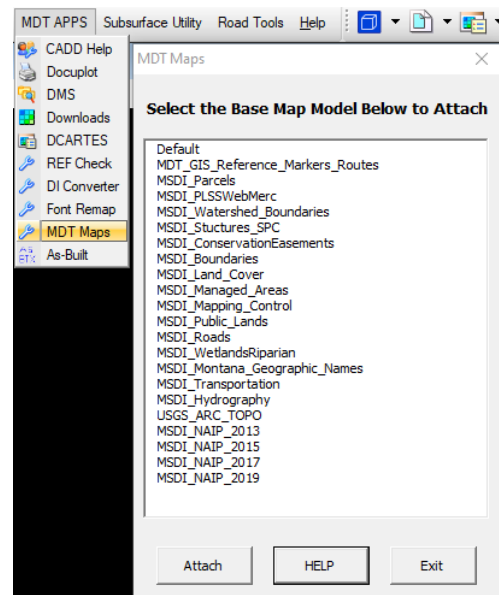 MDT APPS Subsurface Utility Road Tools Help
CADD Help
Docuplot
DMS
Downloads
DCARTES
REF Check
DI Converter
Font Remap
MDT Maps
As-Built
MDT Maps
Select the Base Map Model Below to Attach
Default
MDT_GIS_Reference_Markers_Routes
MSDI_Parcels
MSDI_PLSSWebMerc
MSDI_Watershed_Boundaries
MSDI_Stuctures_SPC
MSDI_ConservationEasements
MSDI_Boundaries
MSDI_Land_Cover
MSDI_Managed_Areas
MSDI_Mapping_Control
MSDI_Public_Lands
MSDI_Roads
MSDI_WetlandsRiparian
MSDI_Montana_Geographic_Names
MSDI_Transportation
MSDI_Hydrography
USGS_ARC_TOPO
MSDI_NAIP_2013
MSDI_NAIP_2015
MSDI_NAIP_2017
MSDI_NAIP_2019
Attach HELP Exit